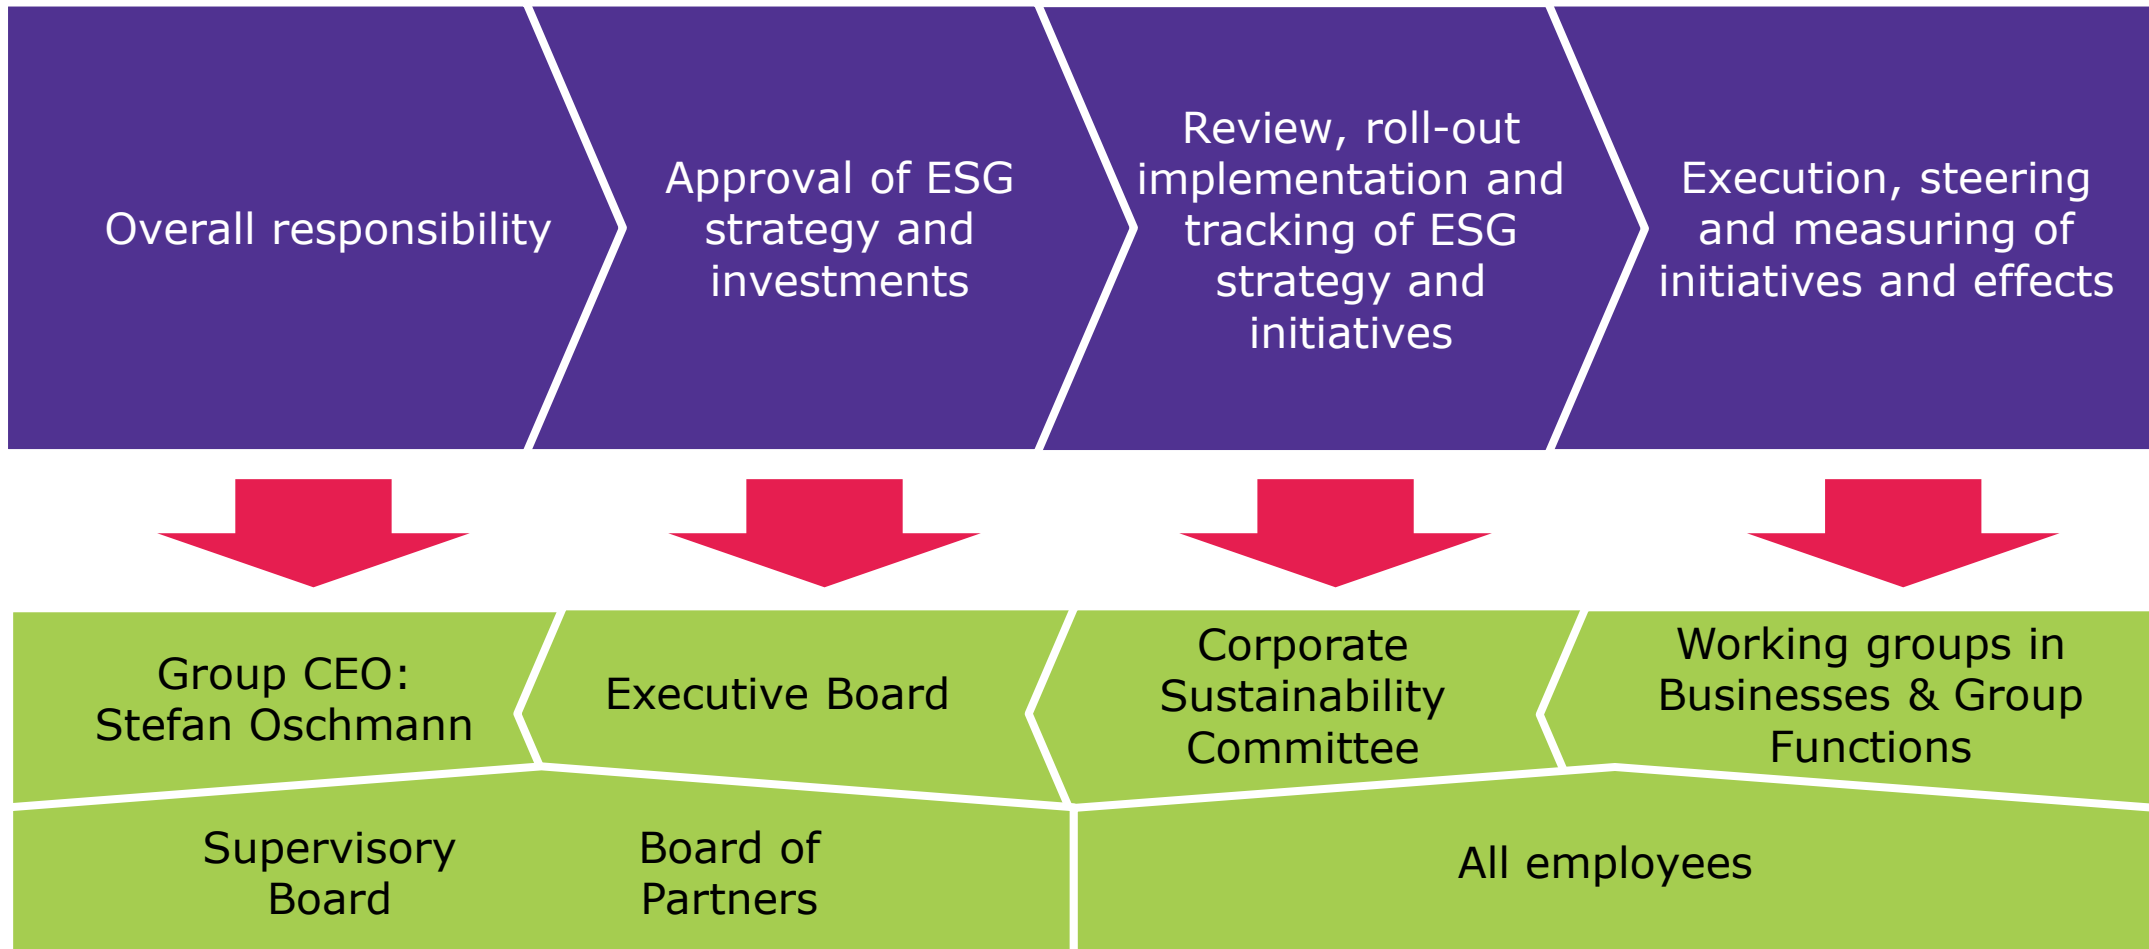 Overall responsibility
Approval of ESG
strategy and
investments
Review, roll-out
implementation and
tracking of ESG
strategy and
initiatives
Execution, steering
and measuring of
initiatives and effects
Group CEO:
Stefan Oschmann
Executive Board
Corporate
Sustainability
Committee
Working groups in
Businesses & Group
Functions
Supervisory
Board
Board of
Partners
All employees